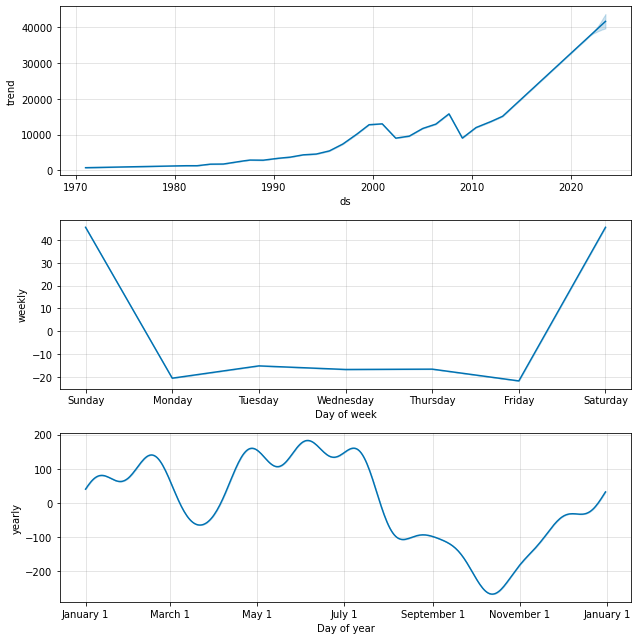 40000
30000
20000
10000
0
trend
1970 1980 1990 2000 2010 2020
ds
40
30
20
10
0
−10
−20
weekly
Sunday Monday Tuesday Wednesday Thursday Friday Saturday
Day of week
200
100
0
−100
−200
yearly
January 1 March 1 May 1 July 1 September 1 November 1 January 1
Day of year